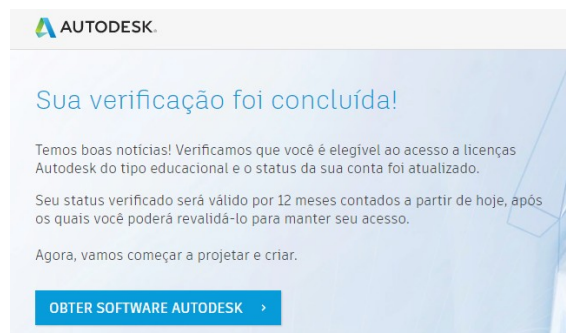 AUTODESK.
Sua verificação foi concluída!
Temos boas notícias! Verificamos que você é elegível ao acesso a licenças
Autodesk do tipo educacional e o status da sua conta foi atualizado.
Seu status verificado será válido por 12 meses contados a partir de hoje, após
os quais você poderá revalidá-lo para manter seu acesso.
Agora, vamos começar a projetar e criar.
OBTER SOFTWARE AUTODESK >